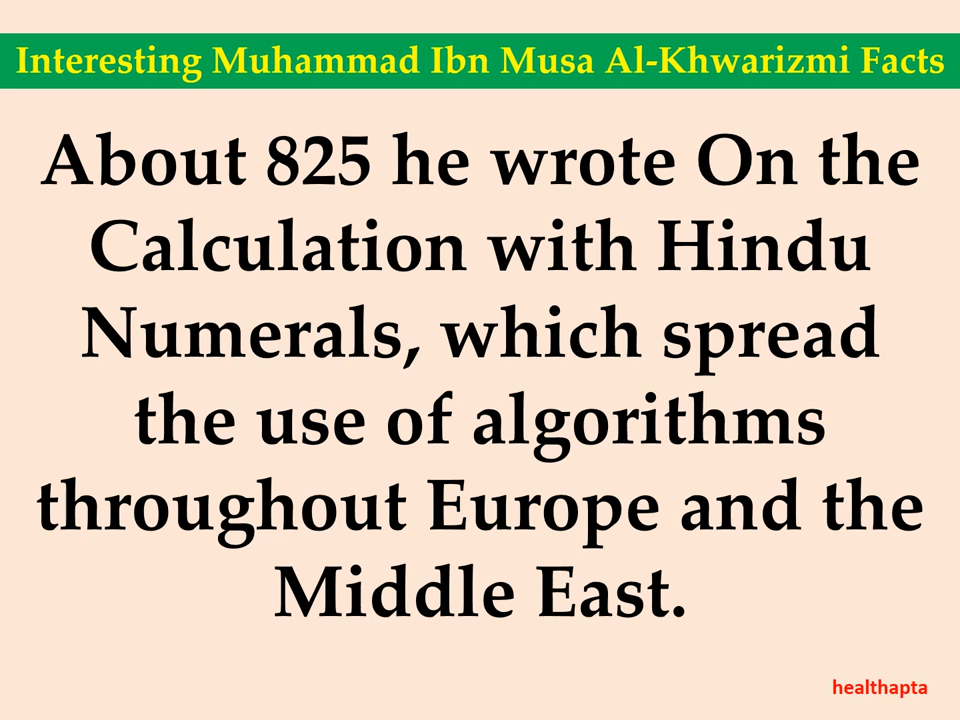 Interesting Muhammad Ibn Musa Al-Khwarizmi Facts
About 825 he wrote On the
Calculation with Hindu
Numerals, which spread
the use of algorithms
throughout Europe and the
Middle East.
healthapta